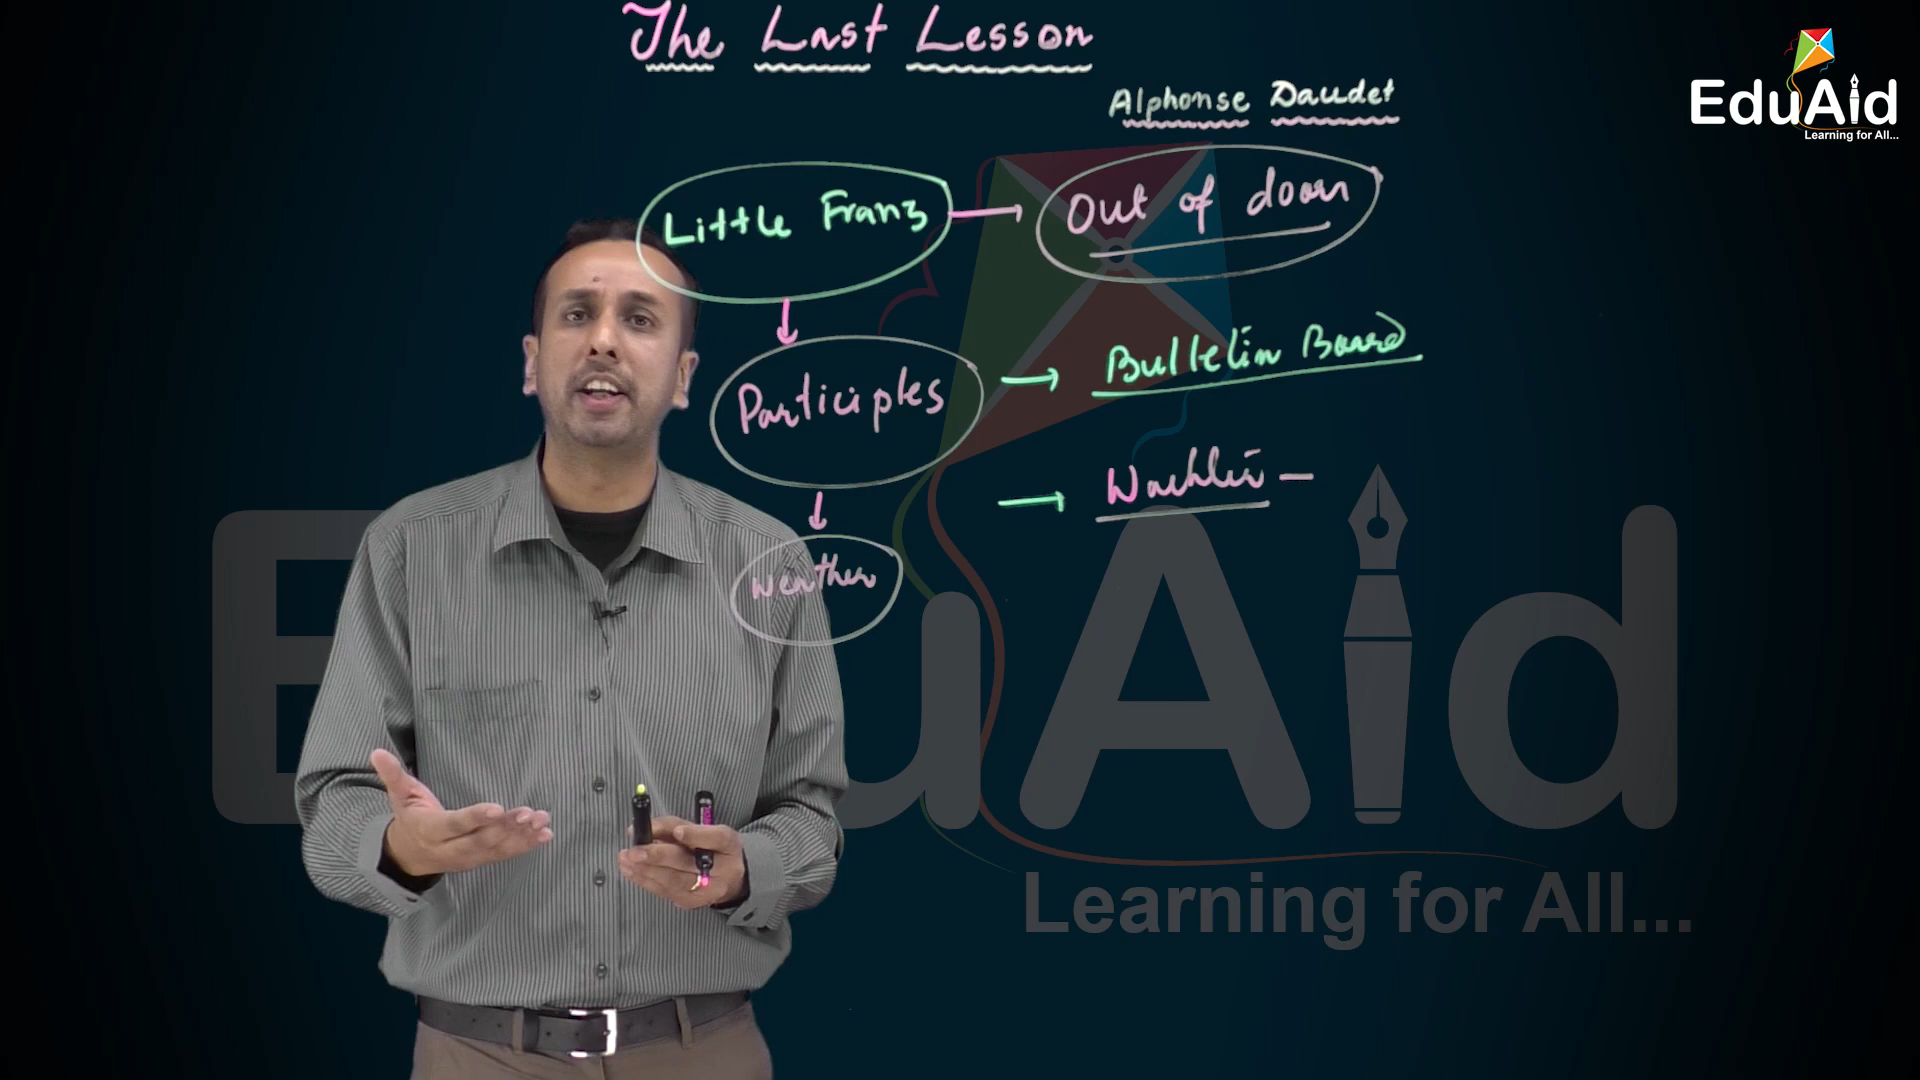 The Last Lesson
Alphonse Daudet
EduAid
Learning for All...
Little Franz
Out of doors
Participles
Bulletin Board
Wachter –
Weather
EduAid
Learning for All...